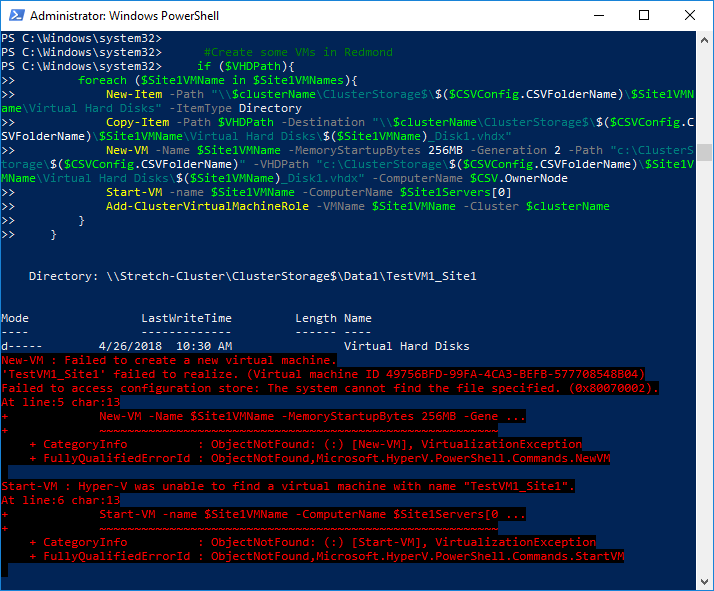 Administrator: Windows PowerShell
PS C:\Windows\system32>
PS C:\Windows\system32>      #Create some VMs in Redmond
PS C:\Windows\system32>     if ($VHDPath){
>>         foreach ($Site1VMName in $Site1VMNames){
>>             New-Item -Path "\\$clusterName\ClusterStorage$\$($CSVConfig.CSVFolderName)\$Site1VMN
ame\Virtual Hard Disks" -ItemType Directory
>>             Copy-Item -Path $VHDPath -Destination "\\$clusterName\ClusterStorage$\$($CSVConfig.C
SVFolderName)\$Site1VMName\Virtual Hard Disks\$($Site1VMName)_Disk1.vhdx"
>>             New-VM -Name $Site1VMName -MemoryStartupBytes 256MB -Generation 2 -Path "c:\ClusterS
torage\$($CSVConfig.CSVFolderName)" -VHDPath "c:\ClusterStorage\$($CSVConfig.CSVFolderName)\$Site1V
MName\Virtual Hard Disks\$($Site1VMName)_Disk1.vhdx" -ComputerName $CSV.OwnerNode
>>             Start-VM -name $Site1VMName -ComputerName $Site1Servers[0]
>>             Add-ClusterVirtualMachineRole -VMName $Site1VMName -Cluster $clusterName
>>         }
>>     }
    Directory: \\Stretch-Cluster\ClusterStorage$\Data1\TestVM1_Site1
Mode                LastWriteTime         Length Name
----                -------------         ------ ----
d-----        4/26/2018  10:30 AM                Virtual Hard Disks
New-VM : Failed to create a new virtual machine.
'TestVM1_Site1' failed to realize. (Virtual machine ID 49756BFD-99FA-4CA3-BEFB-577708548B04)
Failed to access configuration store: The system cannot find the file specified. (0x80070002).
At line:5 char:13
+             New-VM -Name $Site1VMName -MemoryStartupBytes 256MB -Gene ...
+             ~~~~~~~~~~~~~~~~~~~~~~~~~~~~~~~~~~~~~~~~~~~~~~~~~~~~~~~~~
    + CategoryInfo          : ObjectNotFound: (:) [New-VM], VirtualizationException
    + FullyQualifiedErrorId : ObjectNotFound,Microsoft.HyperV.PowerShell.Commands.NewVM
Start-VM : Hyper-V was unable to find a virtual machine with name "TestVM1_Site1".
At line:6 char:13
+             Start-VM -name $Site1VMName -ComputerName $Site1Servers[0 ...
+             ~~~~~~~~~~~~~~~~~~~~~~~~~~~~~~~~~~~~~~~~~~~~~~~~~~~~~~~~~
    + CategoryInfo          : ObjectNotFound: (:) [Start-VM], VirtualizationException
    + FullyQualifiedErrorId : ObjectNotFound,Microsoft.HyperV.PowerShell.Commands.StartVM